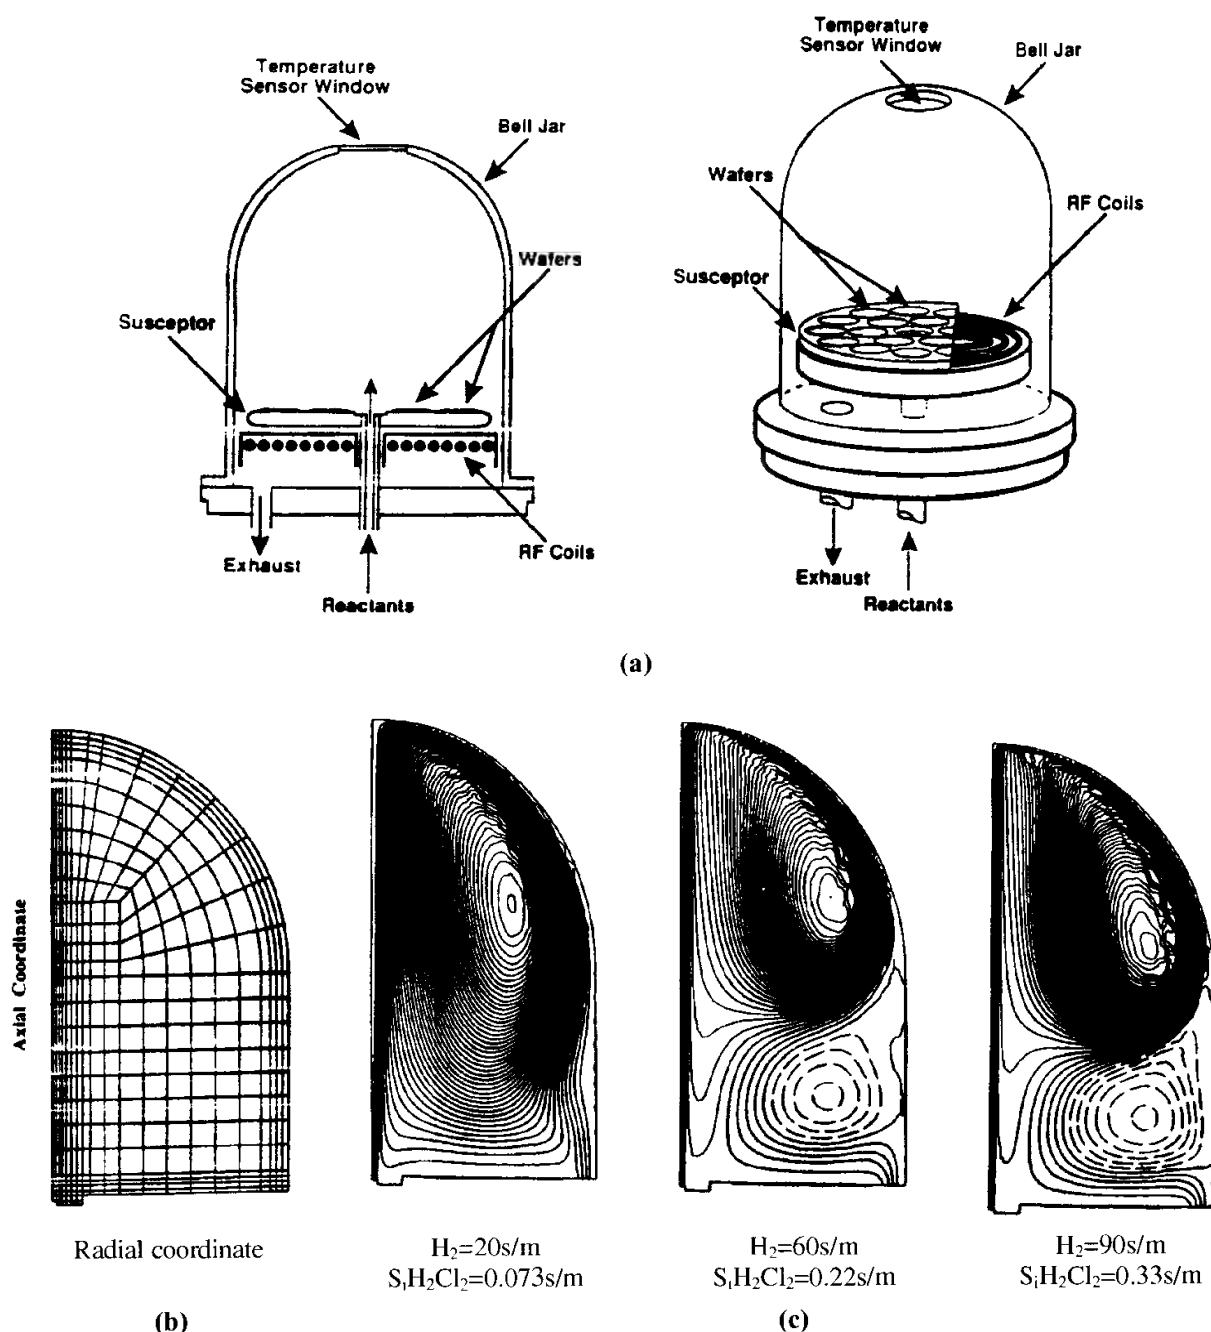 Temperature
Sensor Window
Bell Jar
Wafers
Susceptor
Exhaust
RF Coils
Reactants
Temperature
Sensor Window
Bell Jar
Wafers
RF Coils
Susceptor
Exhaust
Reactants
(a)
Axial Coordinate
Radial coordinate
(b)
H₂=20s/m
SᵢH₂Cl₂=0.073s/m
H₂=60s/m
SᵢH₂Cl₂=0.22s/m
H₂=90s/m
SᵢH₂Cl₂=0.33s/m
(c)